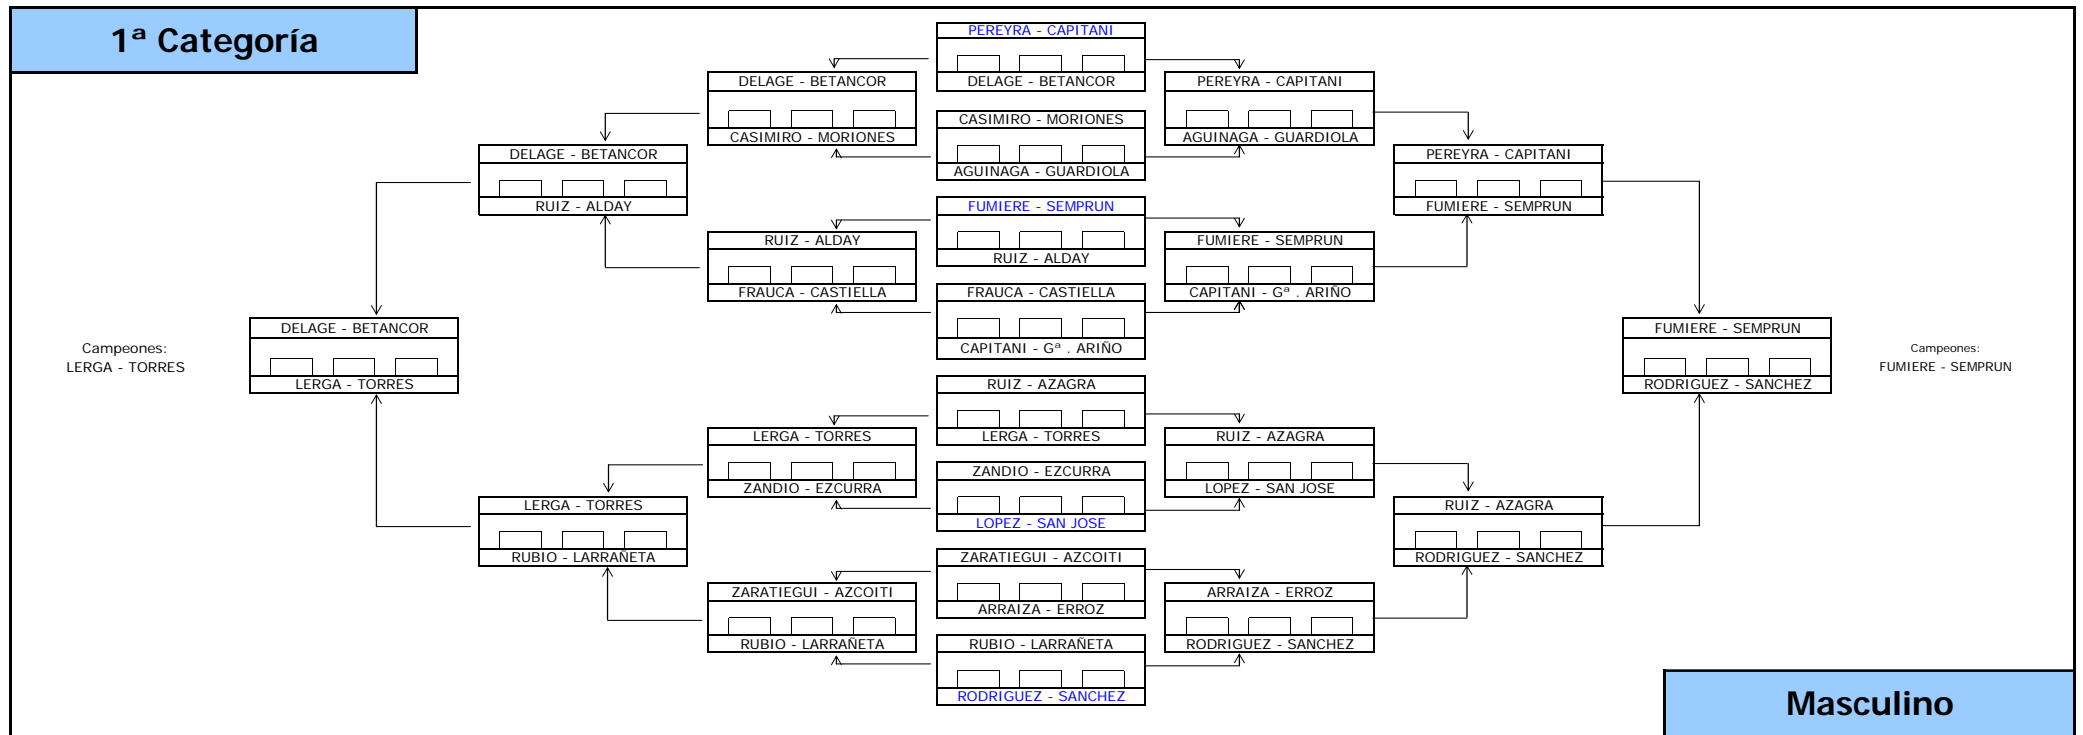 1ª Categoría
PEREYRA - CAPITANI
DELAGE - BETANCOR
CASIMIRO - MORIONES
AGUINAGA - GUARDIOLA
FUMIERE - SEMPRUN
RUIZ - ALDAY
FRAUCA - CASTIELLA
CAPITANI - Gª . ARIÑO
RUIZ - AZAGRA
LERGA - TORRES
ZANDIO - EZCURRA
LOPEZ - SAN JOSE
ZARATIEGUI - AZCOITI
ARRAIZA - ERROZ
RUBIO - LARRAÑETA
RODRIGUEZ - SANCHEZ
DELAGE - BETANCOR
CASIMIRO - MORIONES
RUIZ - ALDAY
FRAUCA - CASTIELLA
LERGA - TORRES
ZANDIO - EZCURRA
ZARATIEGUI - AZCOITI
RUBIO - LARRAÑETA
DELAGE - BETANCOR
RUIZ - ALDAY
LERGA - TORRES
RUBIO - LARRAÑETA
DELAGE - BETANCOR
LERGA - TORRES
Campeones:
LERGA - TORRES
PEREYRA - CAPITANI
AGUINAGA - GUARDIOLA
FUMIERE - SEMPRUN
CAPITANI - Gª . ARIÑO
RUIZ - AZAGRA
LOPEZ - SAN JOSE
ARRAIZA - ERROZ
RODRIGUEZ - SANCHEZ
PEREYRA - CAPITANI
FUMIERE - SEMPRUN
RUIZ - AZAGRA
RODRIGUEZ - SANCHEZ
FUMIERE - SEMPRUN
RODRIGUEZ - SANCHEZ
Campeones:
FUMIERE - SEMPRUN
Masculino